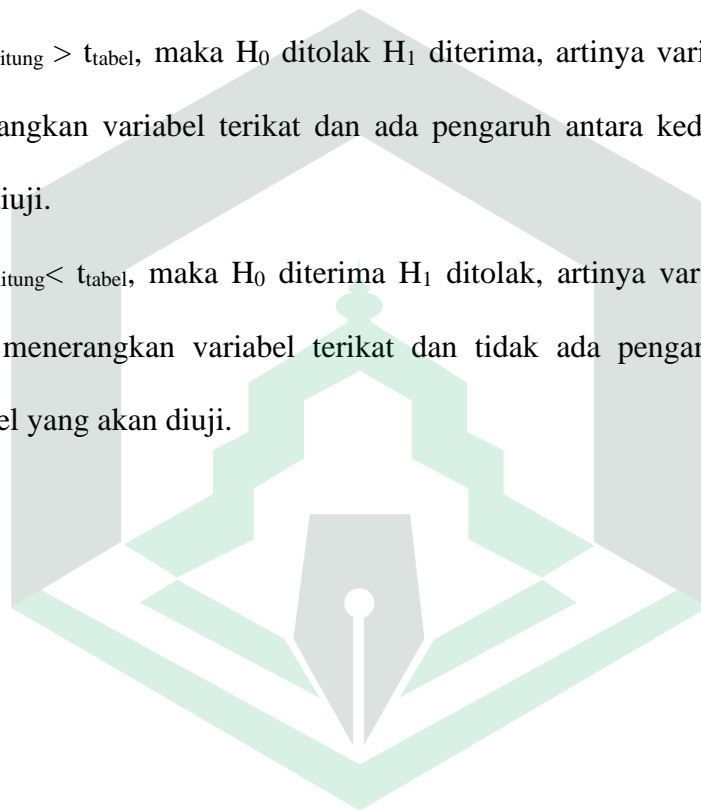 itung > ttabel, maka H0 ditolak H1 diterima, artinya vari
angkan variabel terikat dan ada pengaruh antara ked
iuji.
itung< ttabel, maka H0 diterima H1 ditolak, artinya vari
menerangkan variabel terikat dan tidak ada pengar
el yang akan diuji.